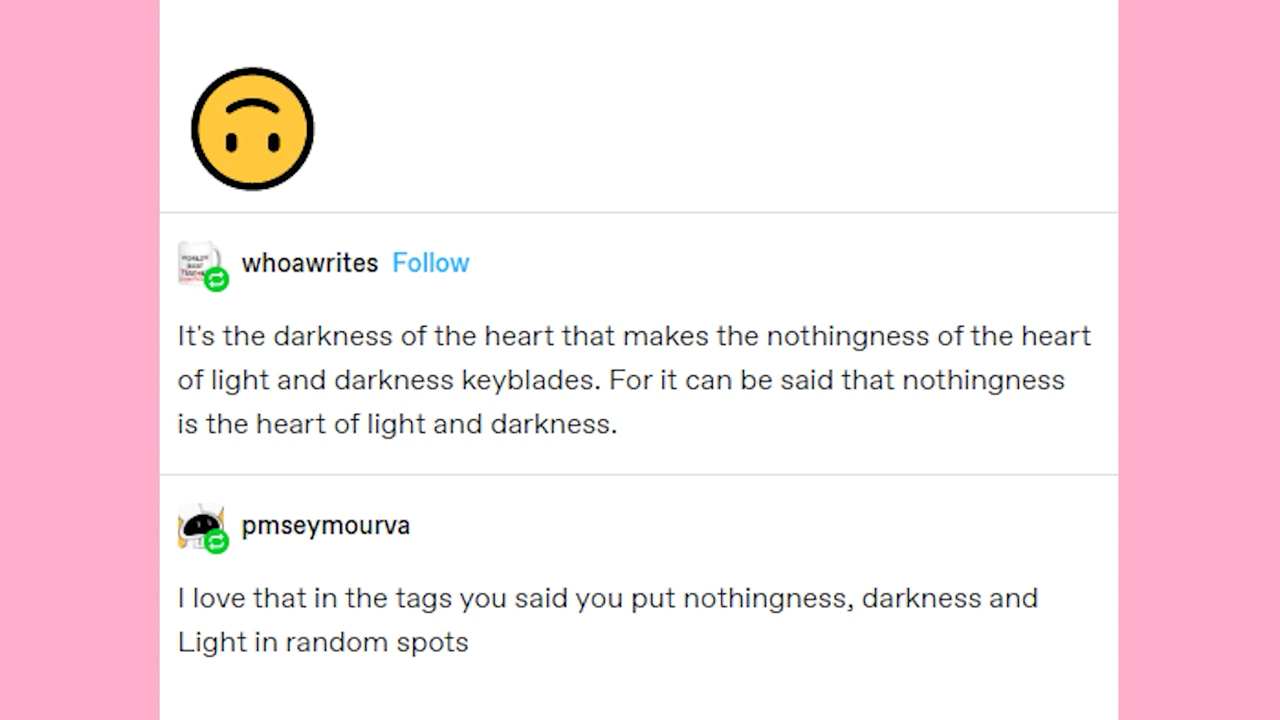 whoawrites Follow
It's the darkness of the heart that makes the nothingness of the heart
of light and darkness keyblades. For it can be said that nothingness
is the heart of light and darkness.
pmseymourva
I love that in the tags you said you put nothingness, darkness and
Light in random spots